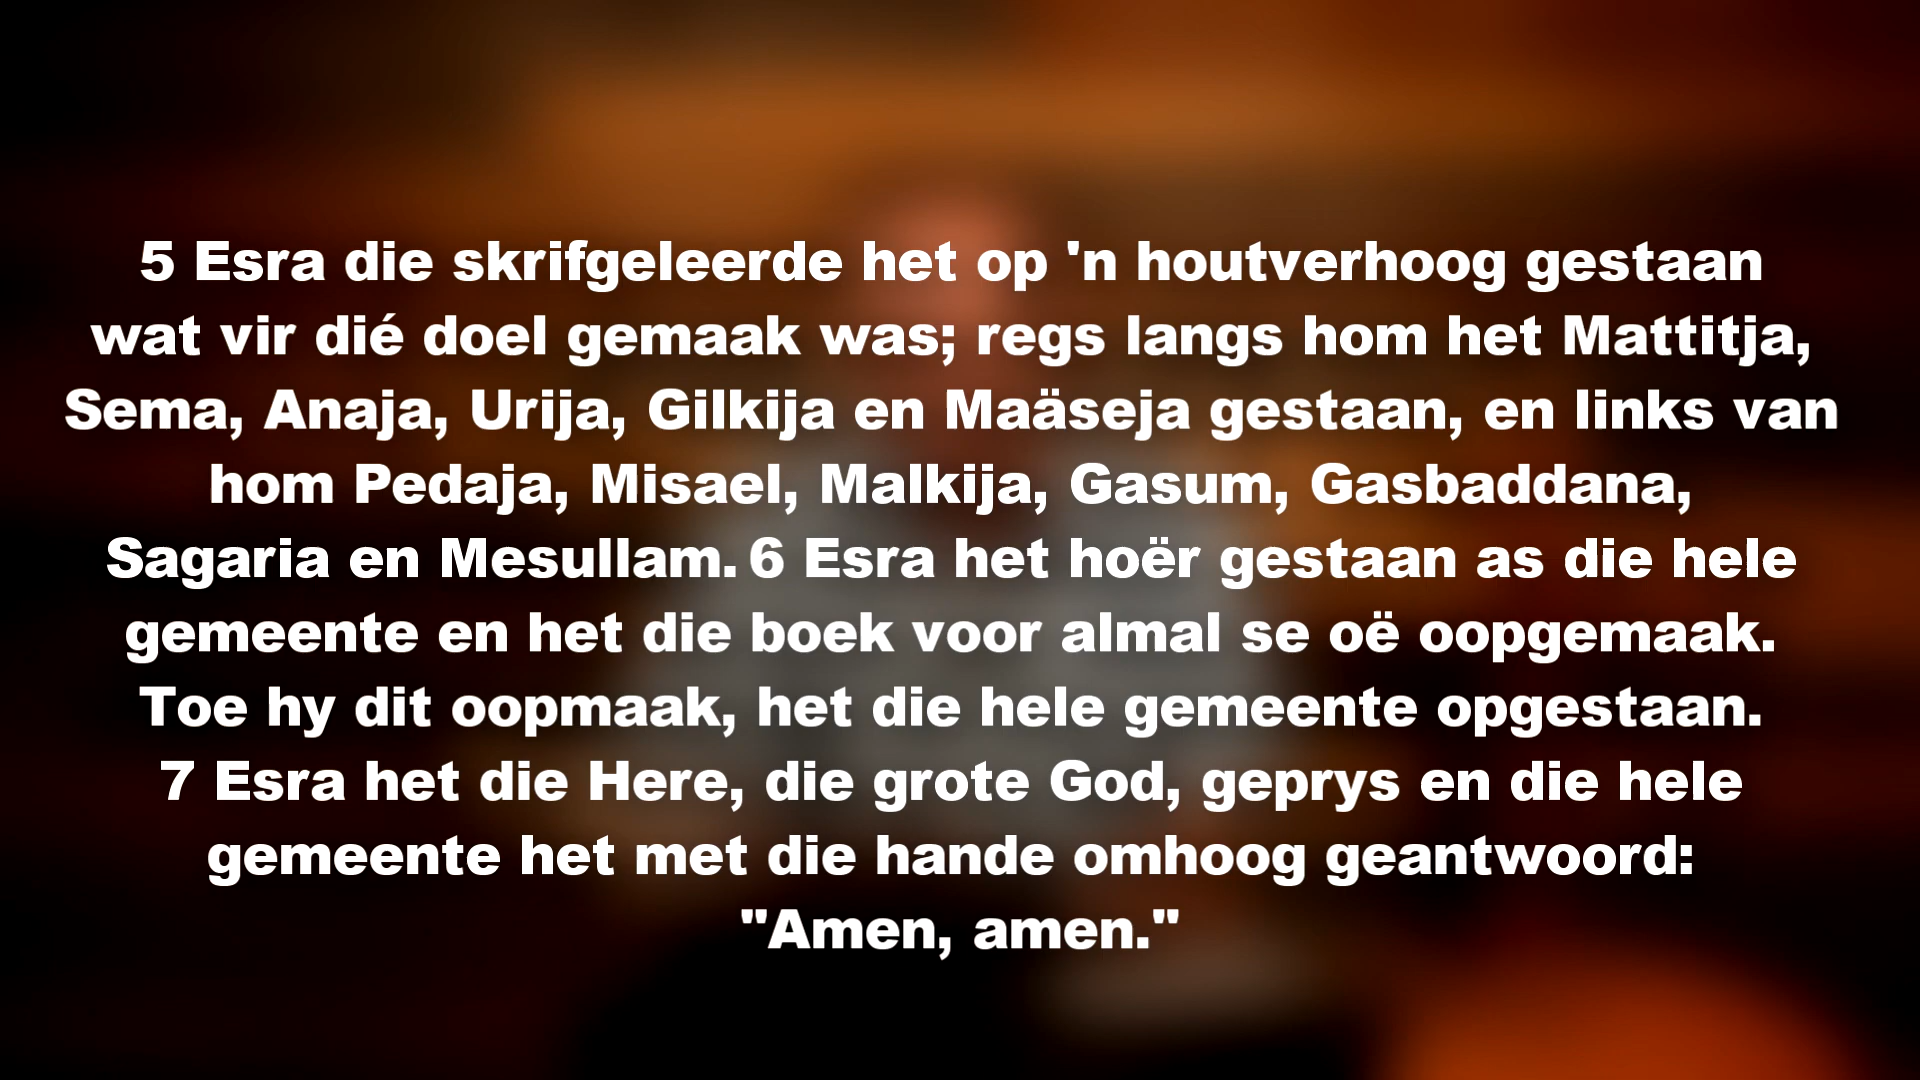 5 Esra die skrifgeleerde het op 'n houtverhoog gestaan
wat vir dié doel gemaak was; regs langs hom het Mattitja,
Sema, Anaja, Urija, Gilkija en Maäseja gestaan, en links van
hom Pedaja, Misael, Malkija, Gasum, Gasbaddana,
Sagaria en Mesullam. 6 Esra het hoër gestaan as die hele
gemeente en het die boek voor almal se oë oopgemaak.
Toe hy dit oopmaak, het die hele gemeente opgestaan.
7 Esra het die Here, die grote God, geprys en die hele
gemeente het met die hande omhoog geantwoord:
"Amen, amen."